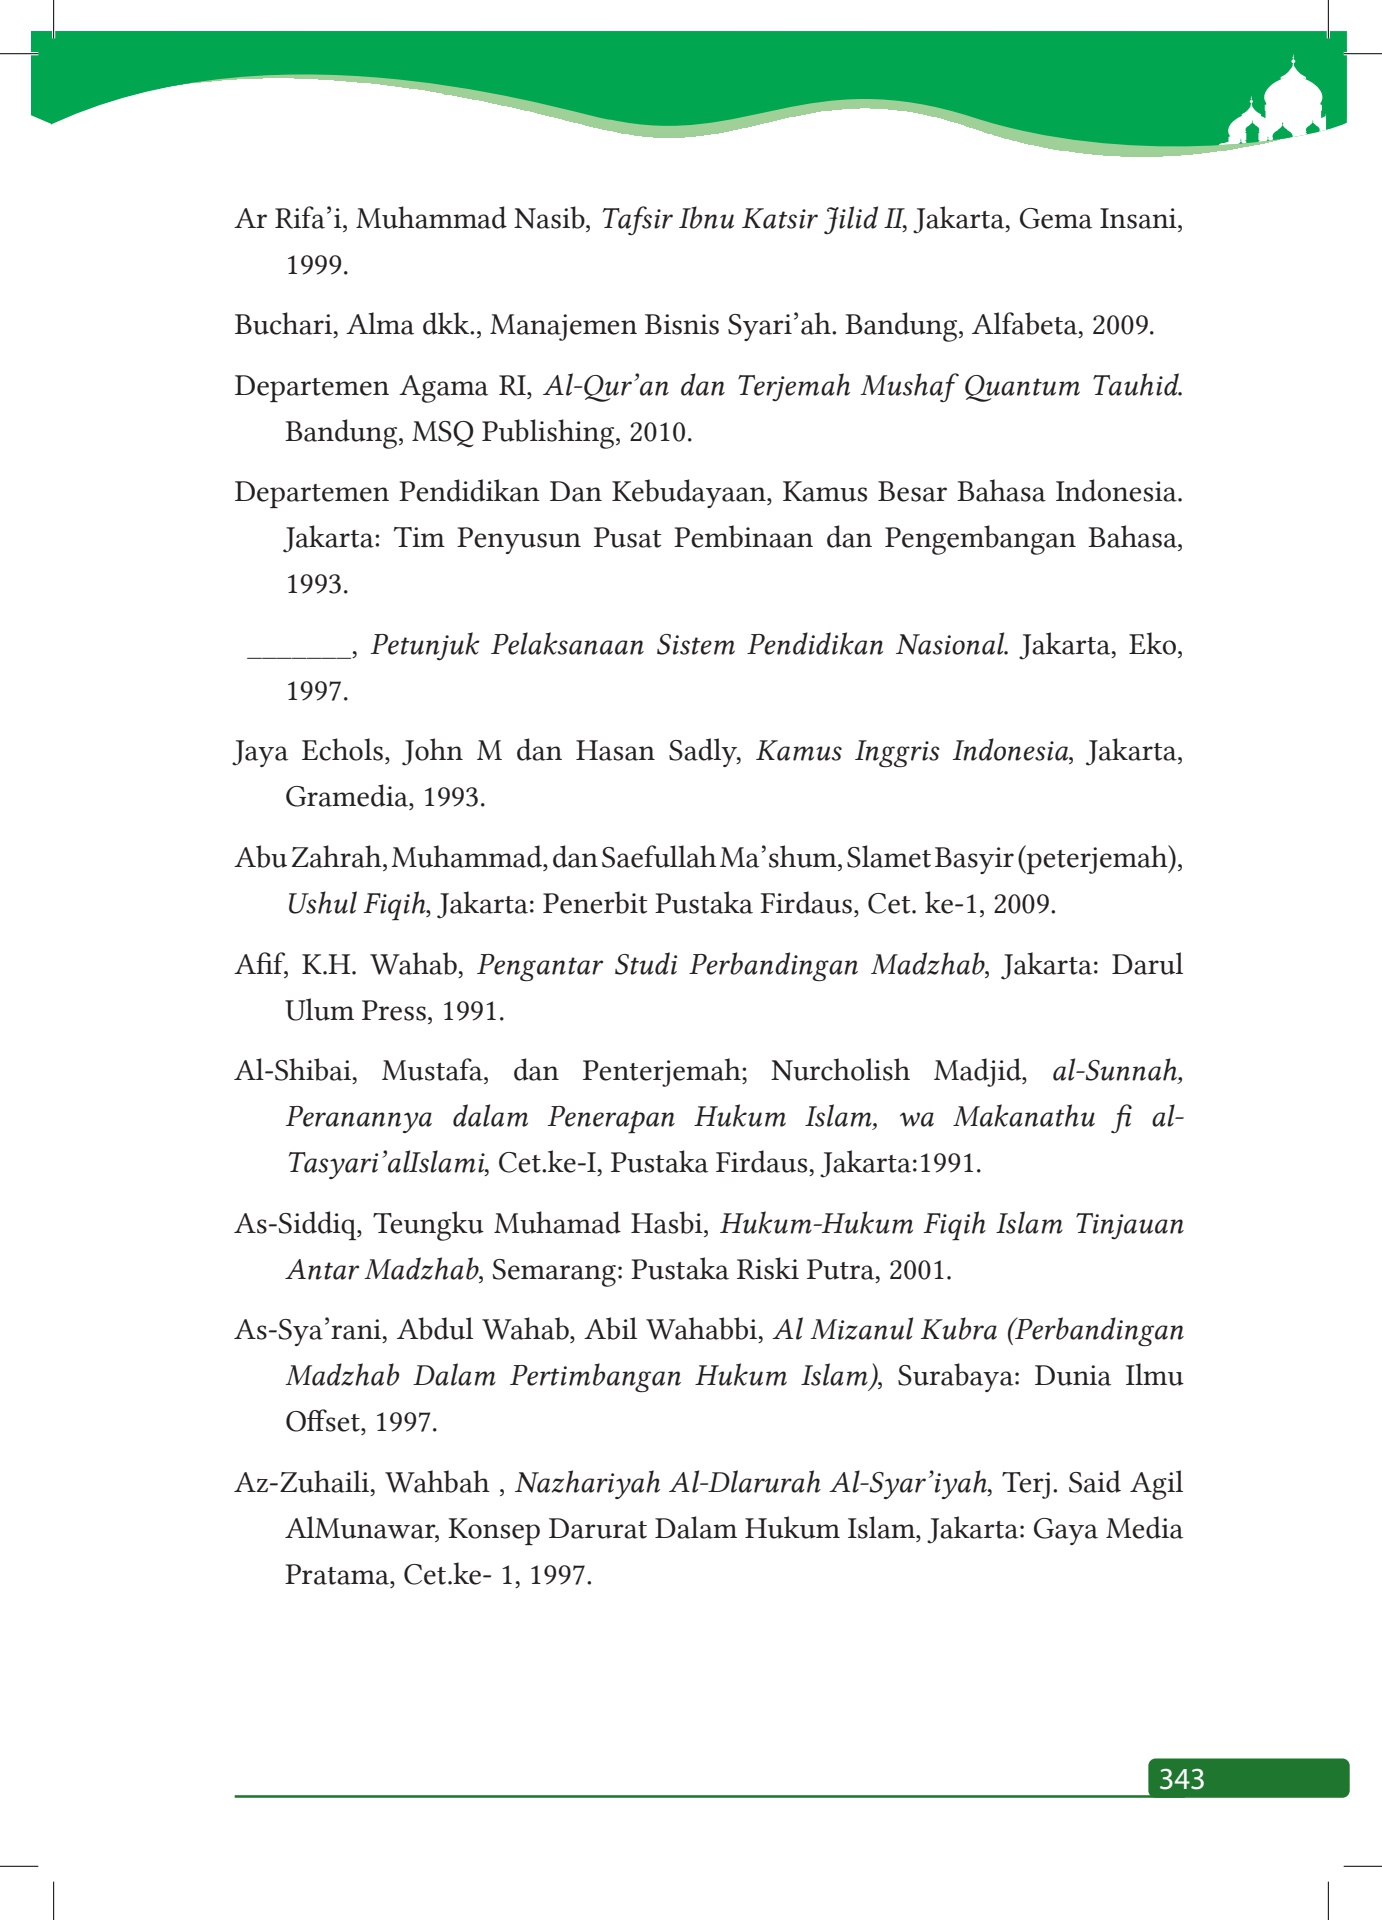 Ar Rifa’i, Muhammad Nasib, Tafsir Ibnu Katsir Jilid II, Jakarta, Gema Insani,
1999.
Buchari, Alma dkk., Manajemen Bisnis Syari’ah. Bandung, Alfabeta, 2009.
Departemen Agama RI, Al-Qur’an dan Terjemah Mushaf Quantum Tauhid.
Bandung, MSQ Publishing, 2010.
Departemen Pendidikan Dan Kebudayaan, Kamus Besar Bahasa Indonesia.
Jakarta: Tim Penyusun Pusat Pembinaan dan Pengembangan Bahasa,
1993.
_______, Petunjuk Pelaksanaan Sistem Pendidikan Nasional. Jakarta, Eko,
1997.
Jaya Echols, John M dan Hasan Sadly, Kamus Inggris Indonesia, Jakarta,
Gramedia, 1993.
Abu Zahrah, Muhammad, dan Saefullah Ma’shum, Slamet Basyir (peterjemah),
Ushul Fiqih, Jakarta: Penerbit Pustaka Firdaus, Cet. ke-1, 2009.
Afif, K.H. Wahab, Pengantar Studi Perbandingan Madzhab, Jakarta: Darul
Ulum Press, 1991.
Al-Shibai, Mustafa, dan Penterjemah; Nurcholish Madjid, al-Sunnah,
Peranannya dalam Penerapan Hukum Islam, wa Makanathu fi al-
Tasyari’alIslami, Cet.ke-I, Pustaka Firdaus, Jakarta:1991.
As-Siddiq, Teungku Muhamad Hasbi, Hukum-Hukum Fiqih Islam Tinjauan
Antar Madzhab, Semarang: Pustaka Riski Putra, 2001.
As-Sya’rani, Abdul Wahab, Abil Wahabbi, Al Mizanul Kubra (Perbandingan
Madzhab Dalam Pertimbangan Hukum Islam), Surabaya: Dunia Ilmu
Offset, 1997.
Az-Zuhaili, Wahbah , Nazhariyah Al-Dlarurah Al-Syar’iyah, Terj. Said Agil
AlMunawar, Konsep Darurat Dalam Hukum Islam, Jakarta: Gaya Media
Pratama, Cet.ke- 1, 1997.
343